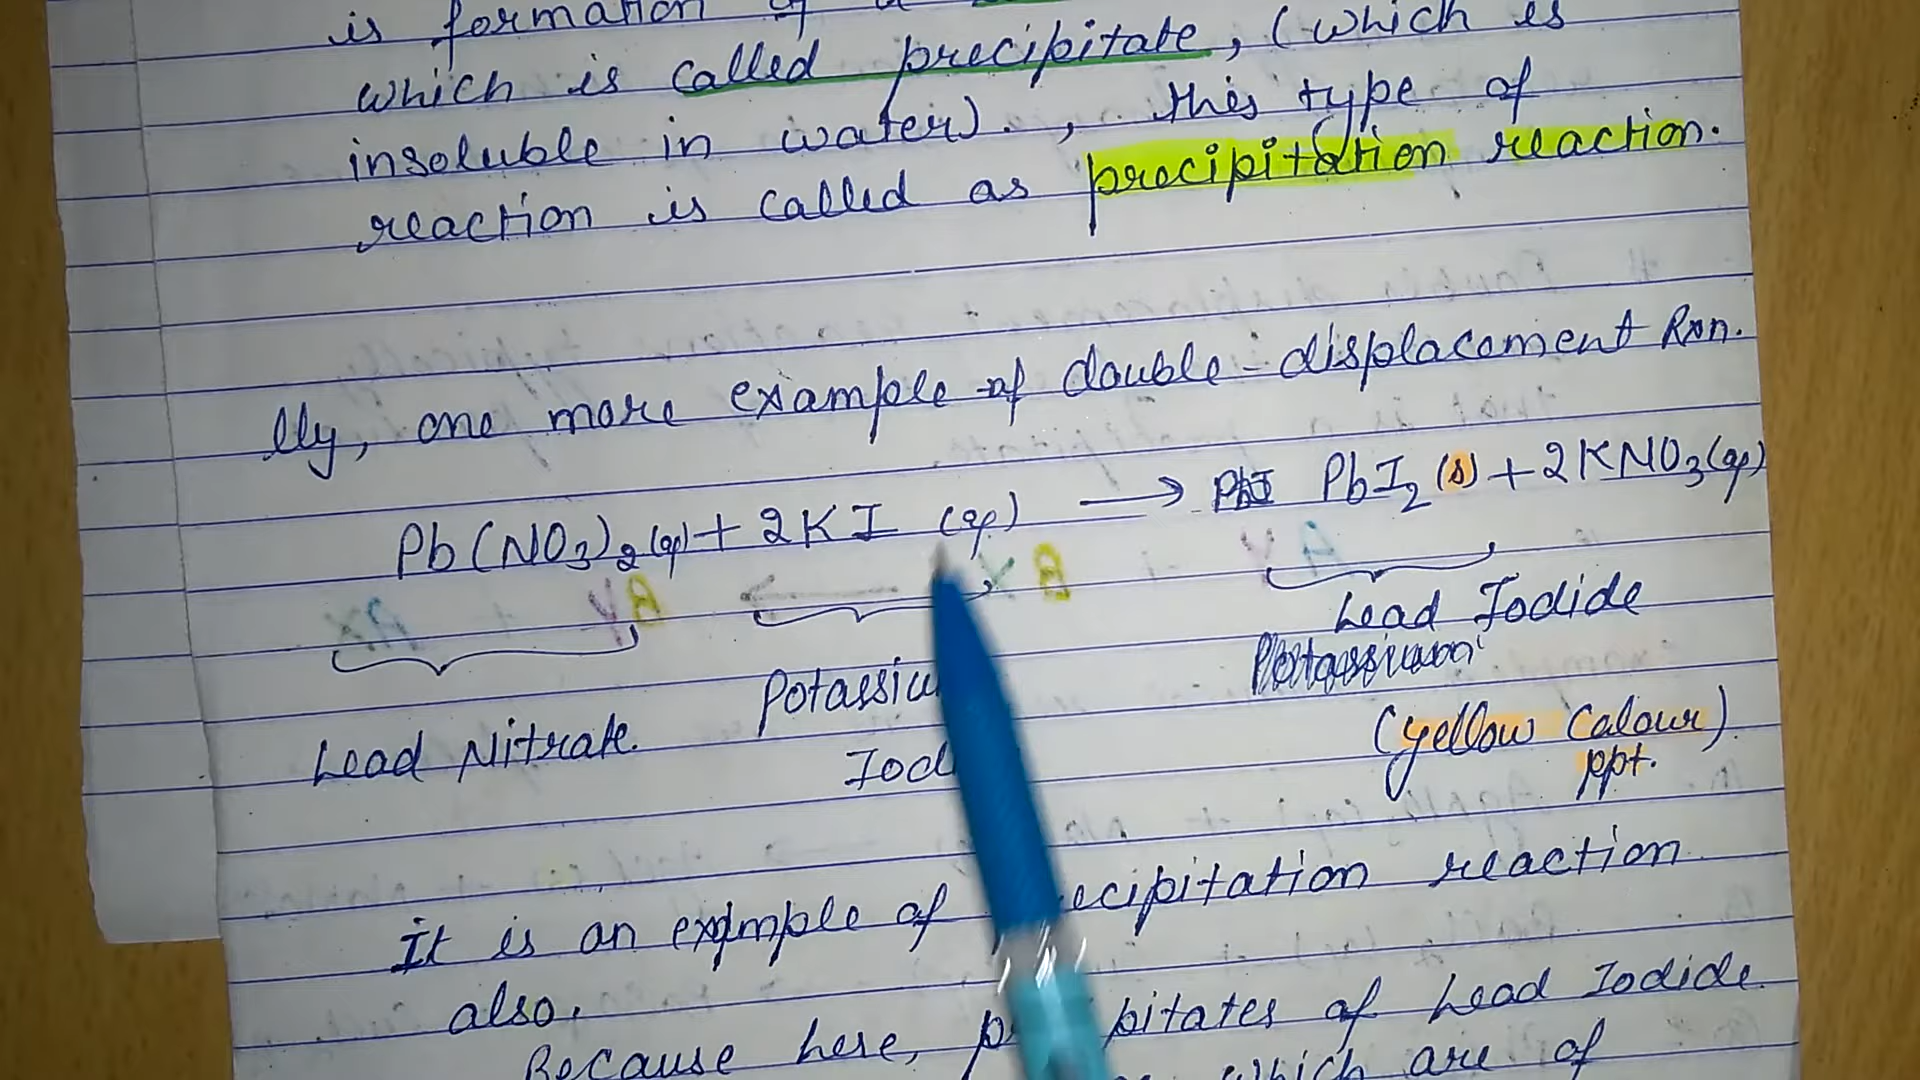 is formation of a
which is called precipitate, (which is
insoluble in water). , this type of
reaction is called as precipitation reaction.
lly, one more example of double-displacement Rxn.
Pb(NO3)2(aq) + 2KI (aq) → PbI PbI2(s) + 2KNO3(aq)
Lead Nitrate. Potassiu Lead Iodide
Iod Potassium
(yellow Colour)
ppt.
It is an example of ecipitation reaction
also.
Because here, p pitates of Lead Iodide
which are of